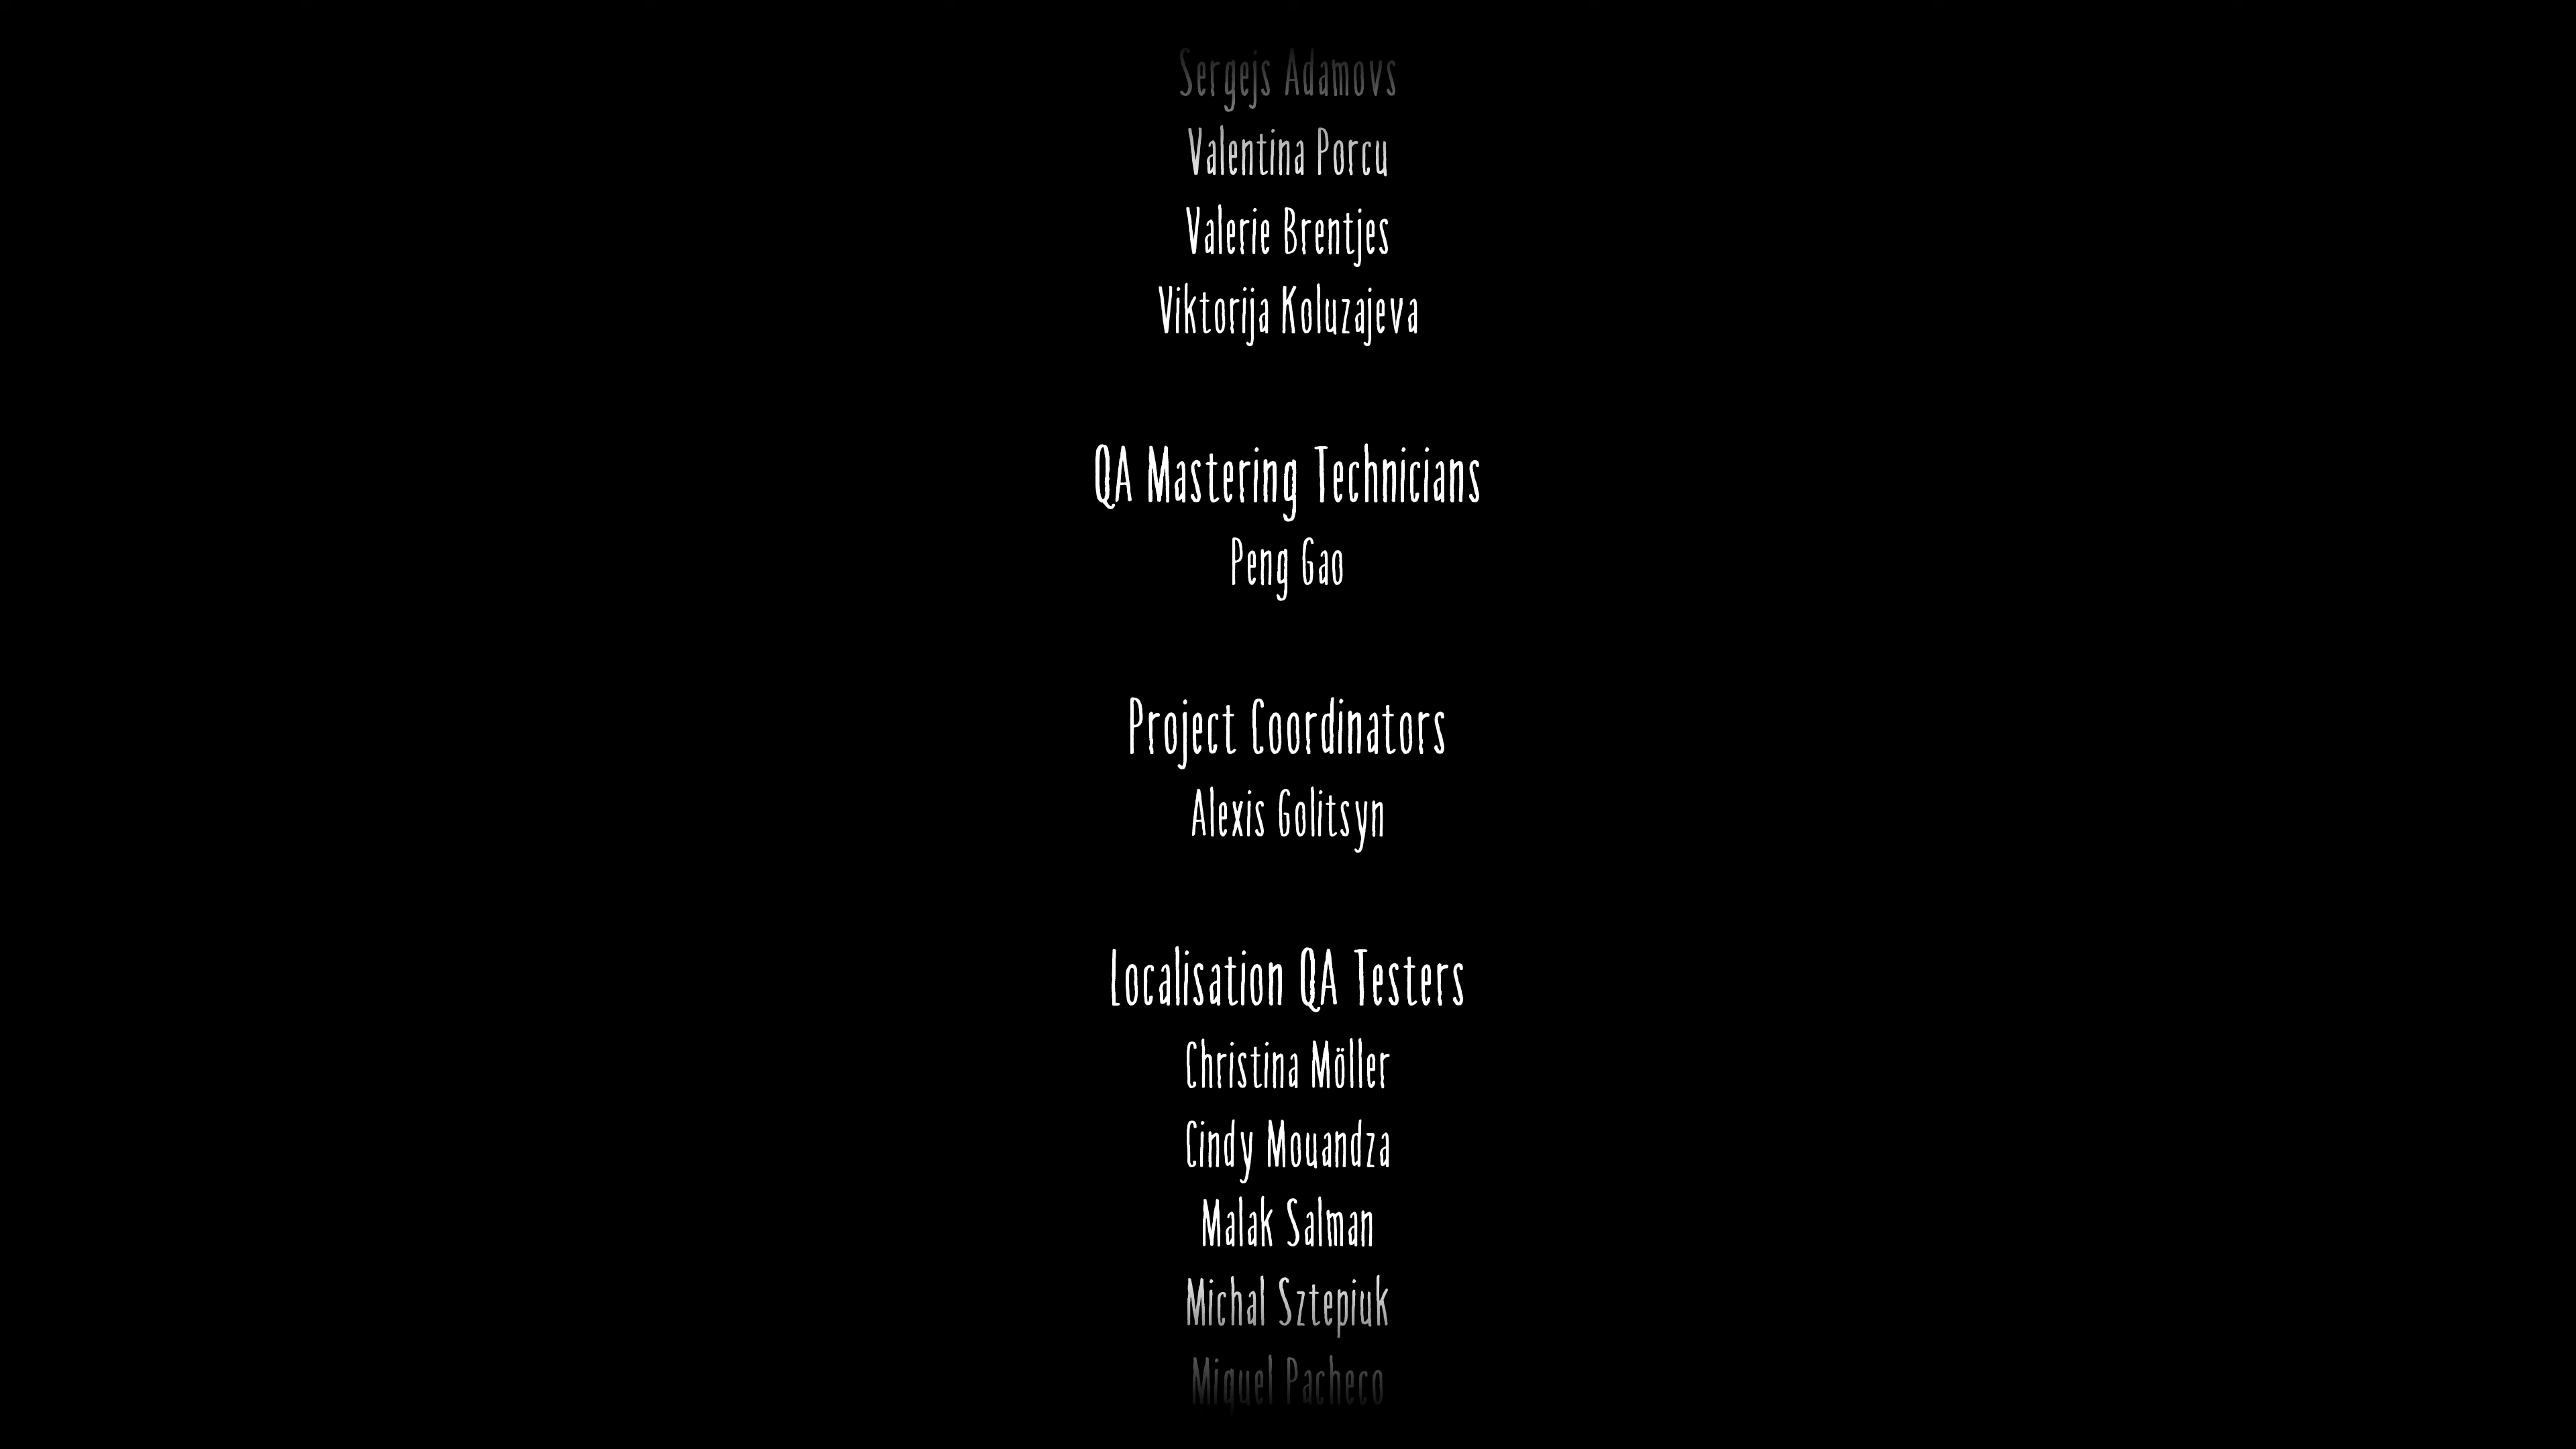 Sergejs Adamovs
Valentina Porcu
Valerie Brentjes
Viktorija Koluzajeva
QA Mastering Technicians
Peng Gao
Project Coordinators
Alexis Golitsyn
Localisation QA Testers
Christina Möller
Cindy Mouandza
Malak Salman
Michal Sztepiuk
Miquel Pacheco